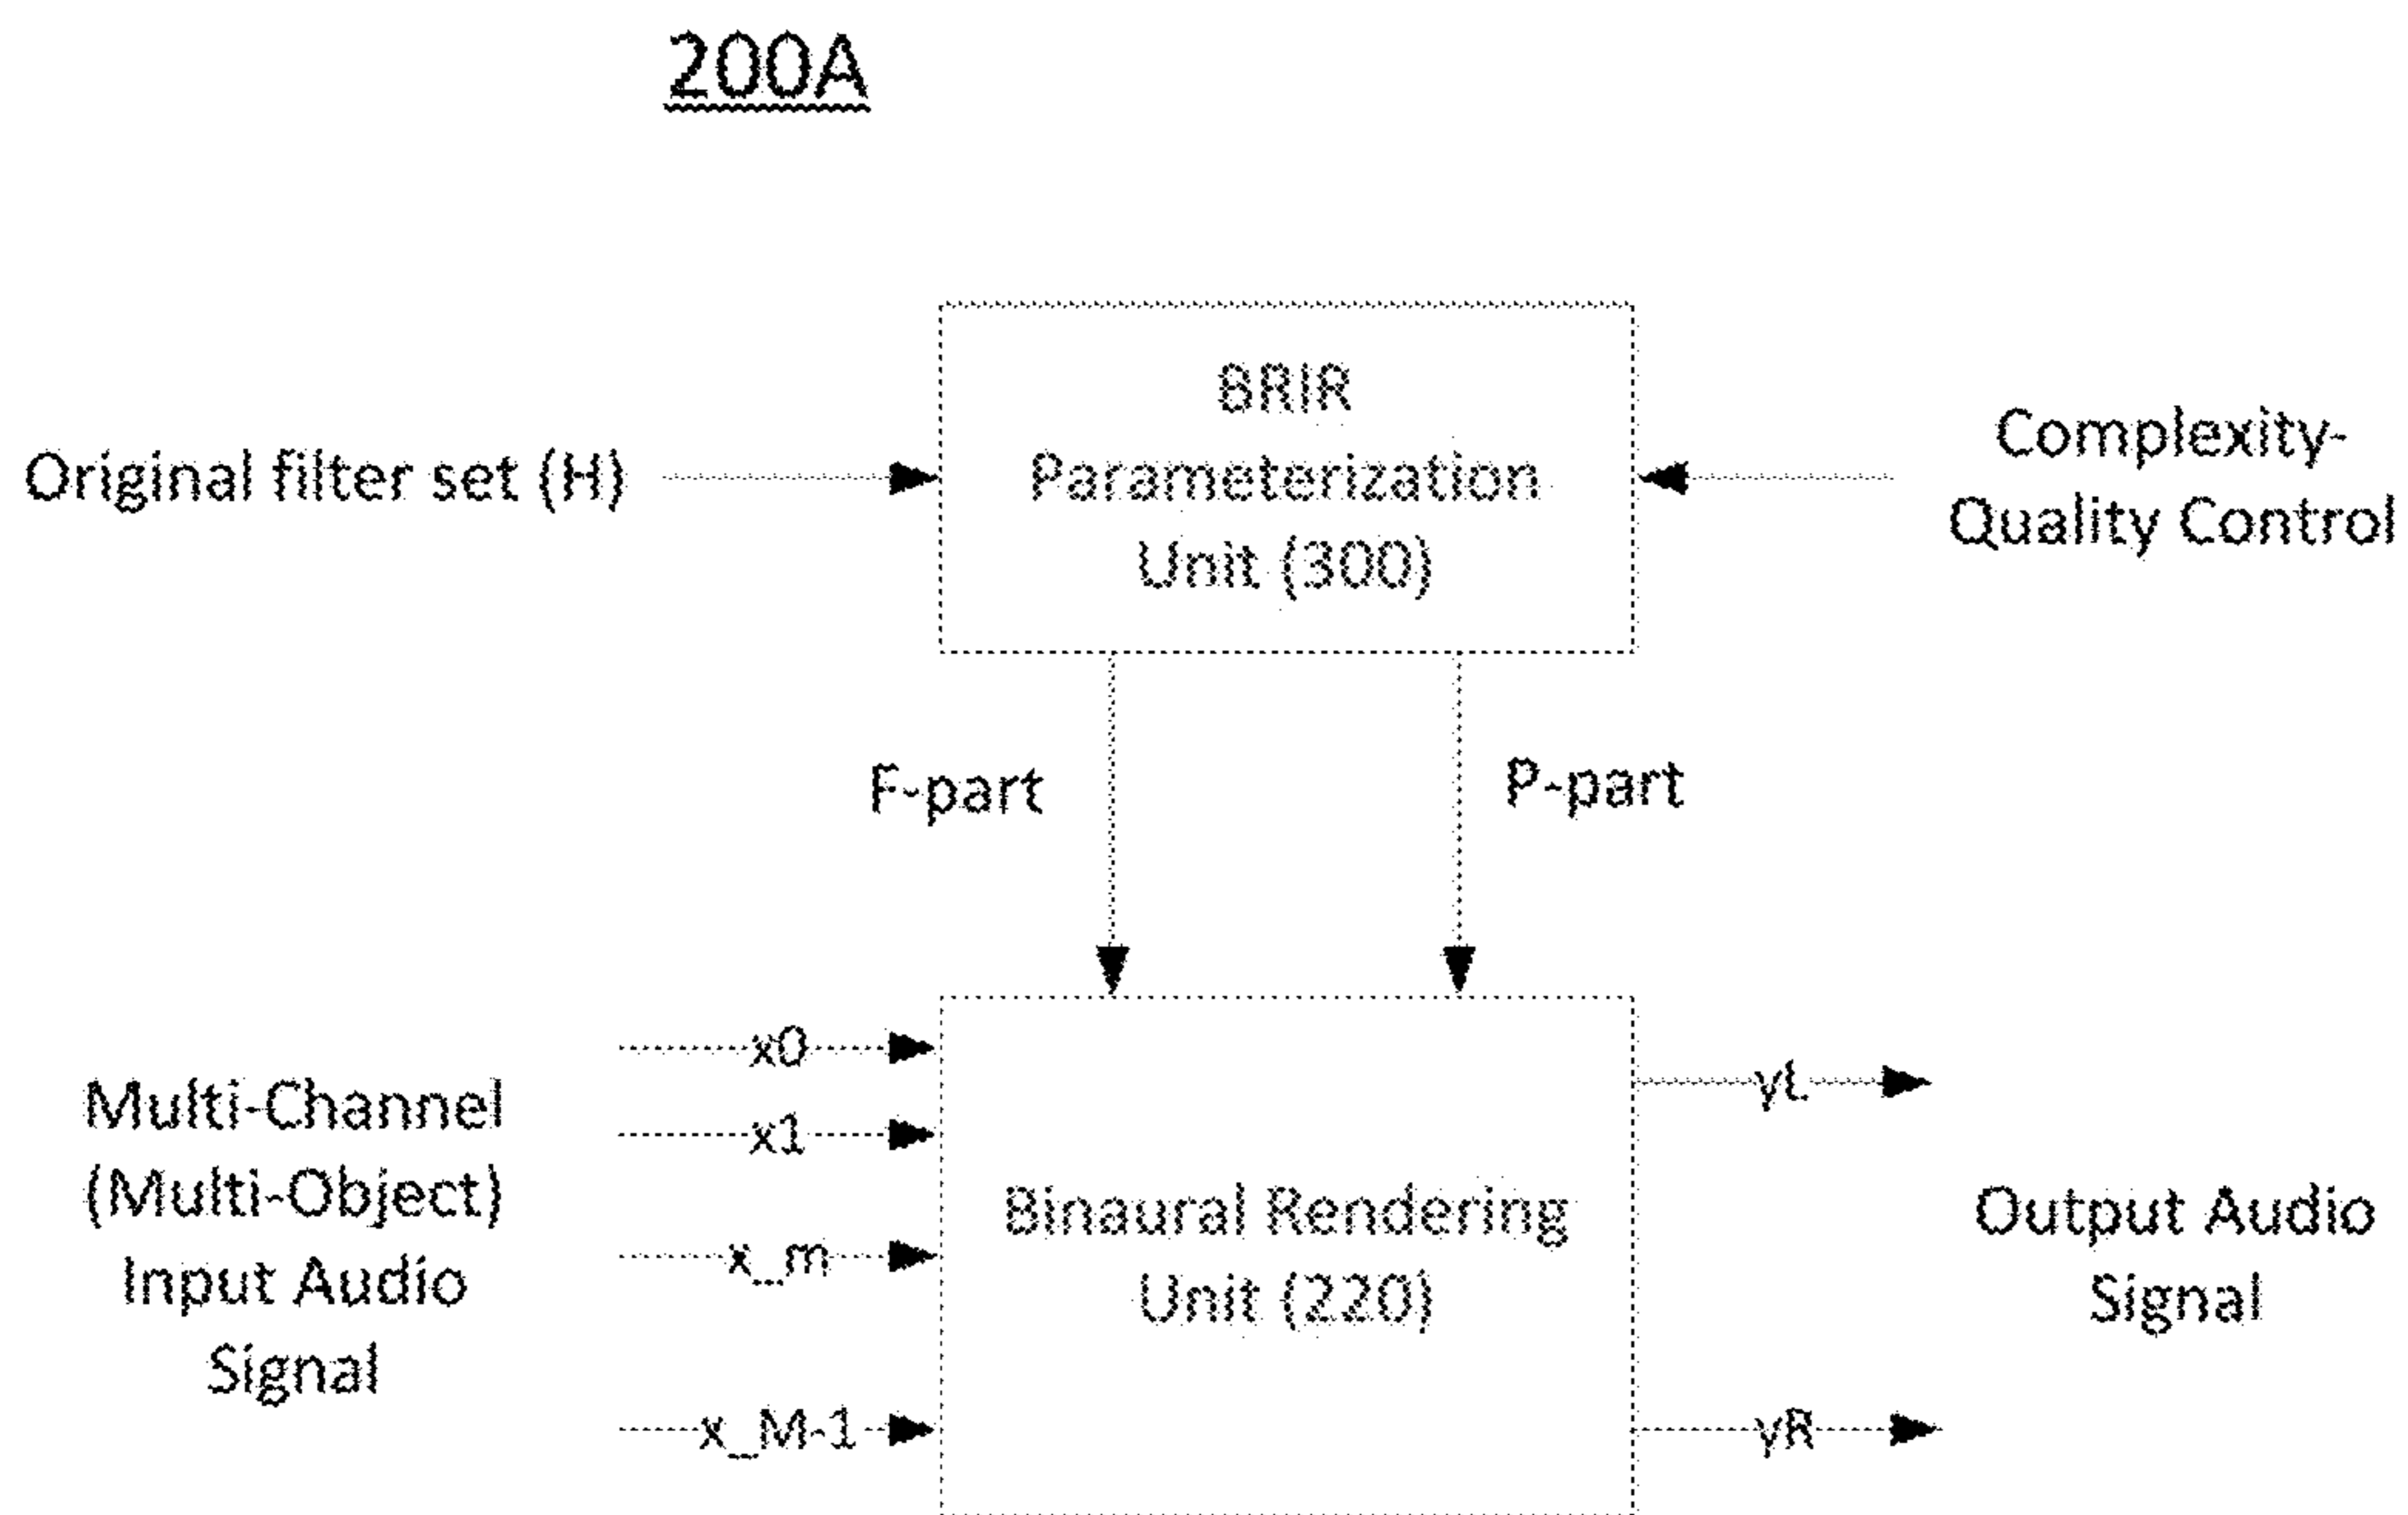 200A
BRIR
Parameterization
Unit (300)
Original filter set (H)
Complexity-
Quality Control
F-part
P-part
x0
x1
x_m
x_M-1
Multi-Channel
(Multi-Object)
Input Audio
Signal
Binaural Rendering
Unit (220)
yL
yR
Output Audio
Signal